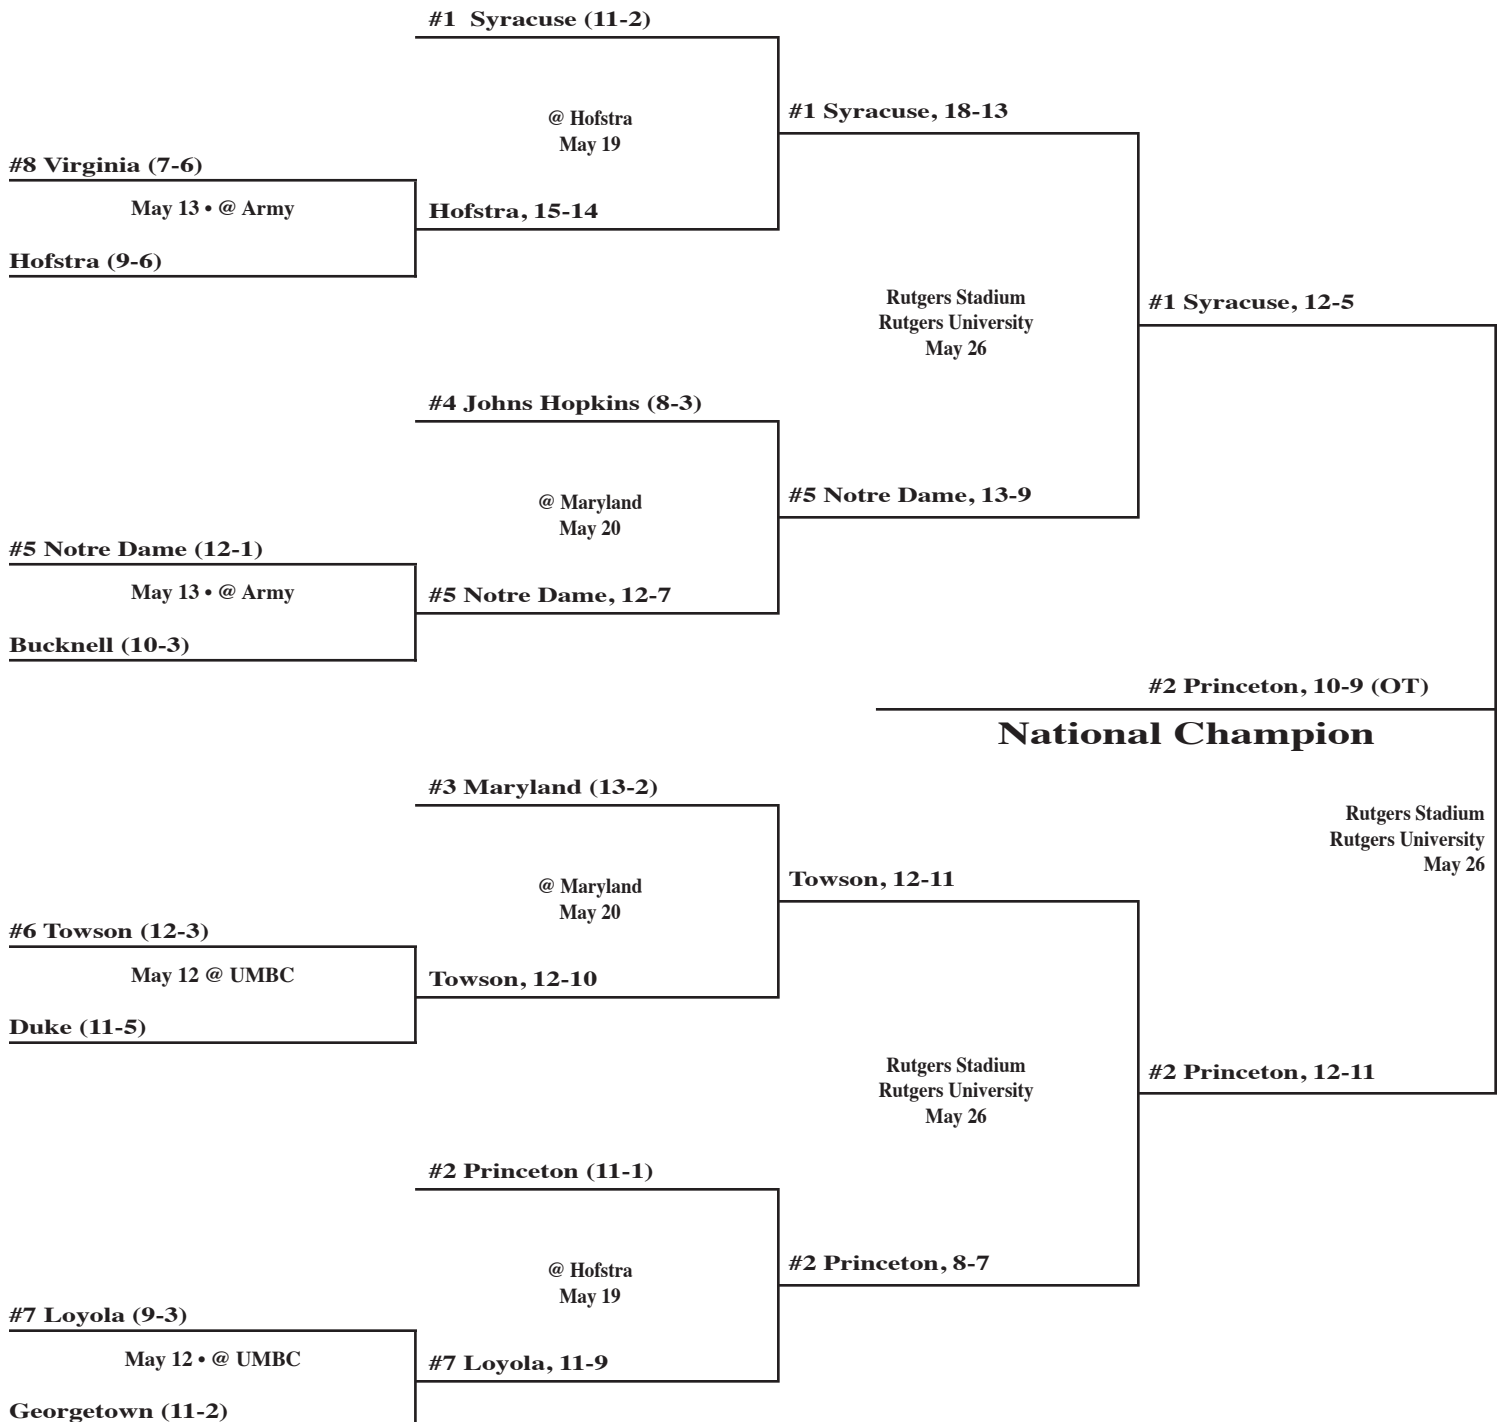 #1 Syracuse (11-2)
@ Hofstra
May 19
#1 Syracuse, 18-13
#8 Virginia (7-6)
May 13 • @ Army
Hofstra, 15-14
Hofstra (9-6)
Rutgers Stadium
Rutgers University
May 26
#1 Syracuse, 12-5
#4 Johns Hopkins (8-3)
@ Maryland
May 20
#5 Notre Dame, 13-9
#5 Notre Dame (12-1)
May 13 • @ Army
#5 Notre Dame, 12-7
Bucknell (10-3)
#2 Princeton, 10-9 (OT)
National Champion
#3 Maryland (13-2)
Rutgers Stadium
Rutgers University
May 26
@ Maryland
May 20
Towson, 12-11
#6 Towson (12-3)
May 12 @ UMBC
Towson, 12-10
Duke (11-5)
Rutgers Stadium
Rutgers University
May 26
#2 Princeton, 12-11
#2 Princeton (11-1)
@ Hofstra
May 19
#2 Princeton, 8-7
#7 Loyola (9-3)
May 12 • @ UMBC
#7 Loyola, 11-9
Georgetown (11-2)